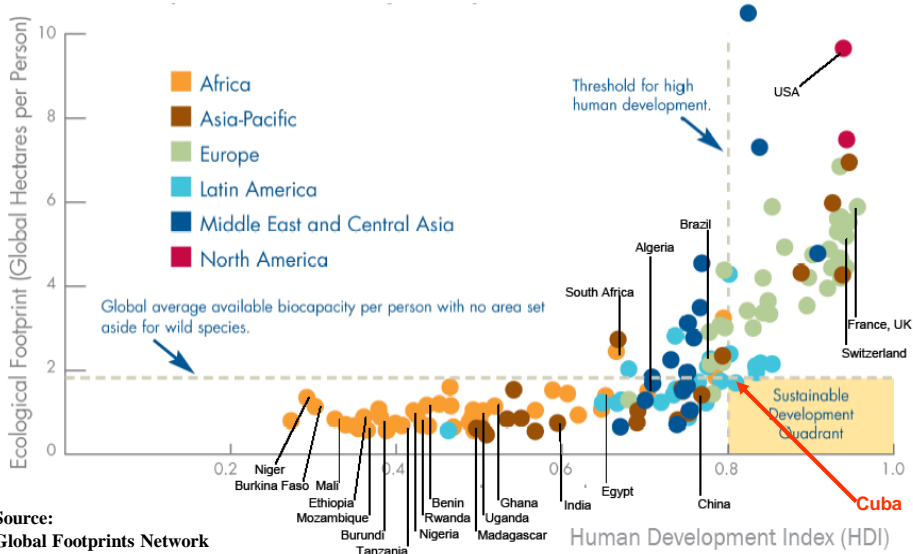 Ecological Footprint (Global Hectares per Person)
10
8
6
4
2
0
Africa
Asia-Pacific
Europe
Latin America
Middle East and Central Asia
North America
Threshold for high
human development.
USA
Brazil
Algeria
South Africa
Global average available biocapacity per person with no area set
aside for wild species.
France, UK
Switzerland
Sustainable
Development
Quadrant
0.2
0.4
0.6
0.8
1.0
Niger
Burkina Faso
Mali
Ethiopia
Mozambique
Burundi
Tanzania
Benin
Rwanda
Nigeria
Ghana
Uganda
Madagascar
India
Egypt
China
Cuba
Source:
Global Footprints Network
Human Development Index (HDI)